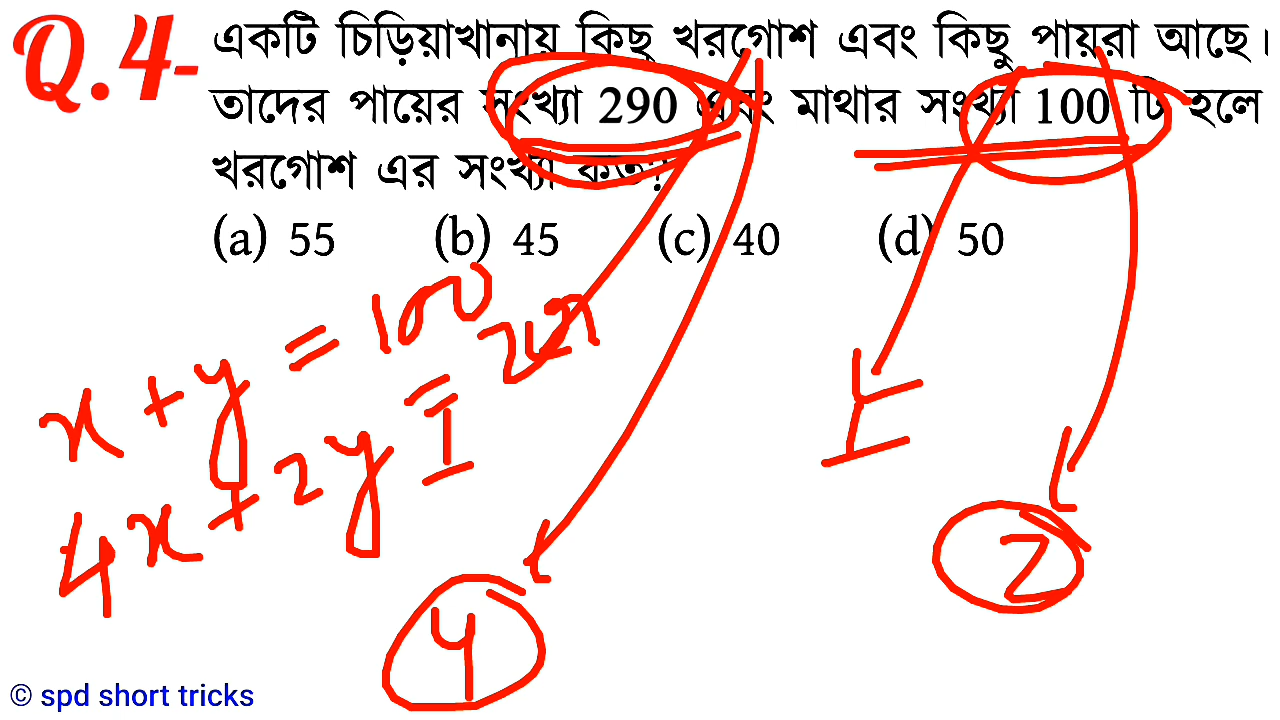 Q.4- একটি চিড়িয়াখানায় কিছু খরগোশ এবং কিছু পায়রা আছে।
তাদের পায়ের সংখ্যা 290 এবং মাথার সংখ্যা 100 টি হলে
খরগোশ এর সংখ্যা কত?
(a) 55 (b) 45 (c) 40 (d) 50
x + y = 100
4x + 2y =
4
2
© spd short tricks